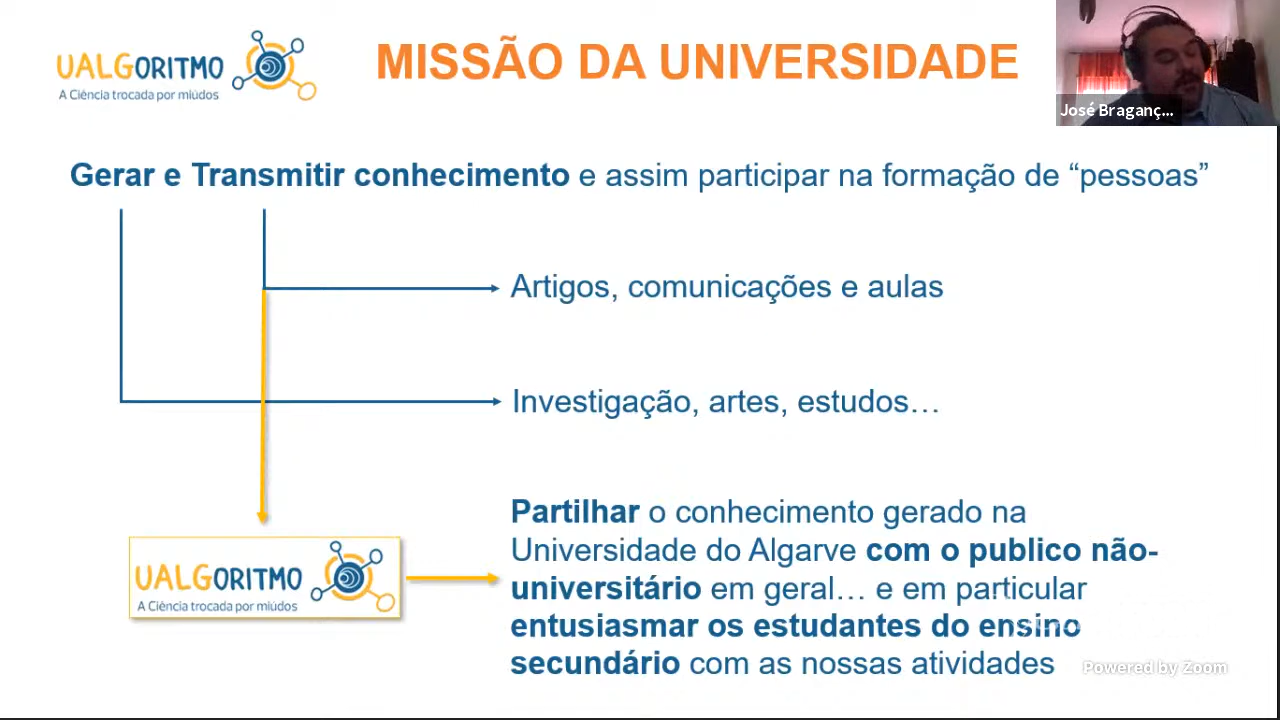 UALGORITMO
A Ciência trocada por miúdos
MISSÃO DA UNIVERSIDADE
José Braganç...
Gerar e Transmitir conhecimento e assim participar na formação de “pessoas”
Artigos, comunicações e aulas
Investigação, artes, estudos…
UALGORITMO
A Ciência trocada por miúdos
Partilhar o conhecimento gerado na
Universidade do Algarve com o publico não-
universitário em geral… e em particular
entusiasmar os estudantes do ensino
secundário com as nossas atividades
Powered by Zoom